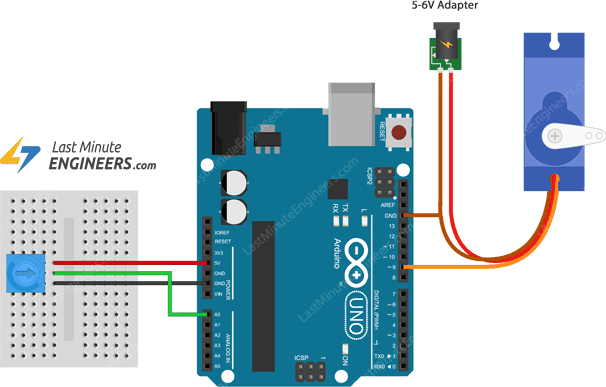 5-6V Adapter
Last Minute
ENGINEERS.com
RESET
ICSP2
AREF
GND
13
12
11
10
9
8
7
6
5
4
3
2
TX0 1
RX0 0
DIGITAL (PWM~)
L
TX
RX
Arduino
UNO
ON
ICSP
1
IOREF
RESET
3V3
5V
GND
GND
VIN
POWER
A0
A1
A2
A3
A4
A5
ANALOG IN
LastMinuteEngineers.com